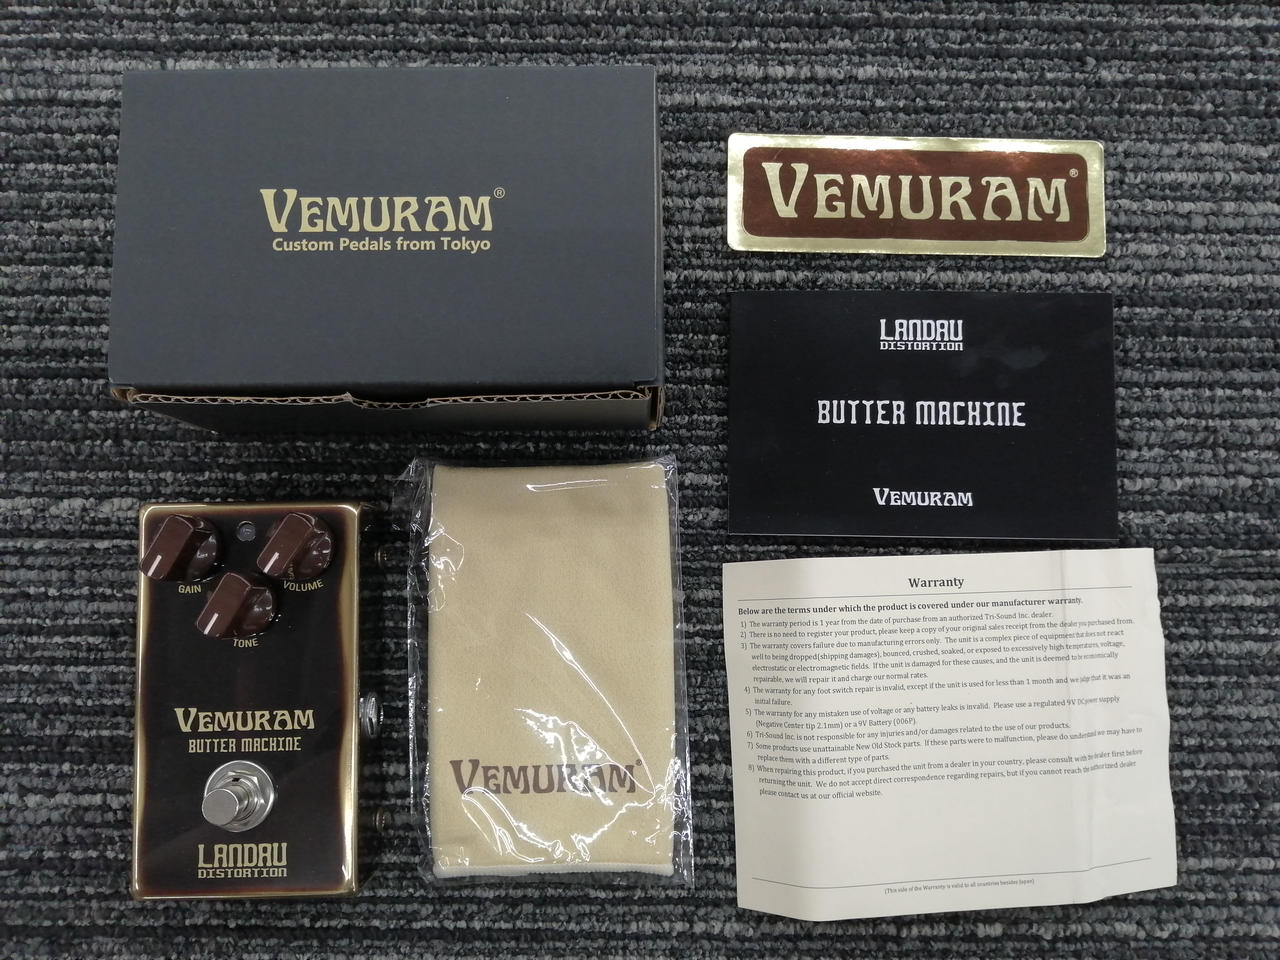 VEMURAM®
Custom Pedals from Tokyo
VEMURAM®
LANDAU
DISTORTION
BUTTER MACHINE
VEMURAM
GAIN
VOLUME
TONE
VEMURAM
BUTTER MACHINE
LANDAU
DISTORTION
VEMURAM®
Warranty
Below are the terms under which the product is covered under our manufacturer warranty.
1) The warranty period is 1 year from the date of purchase from an authorized Tri-Sound Inc. dealer.
2) There is no need to register your product, please keep a copy of your original sales receipt from the dealer you purchased from.
3) The warranty covers failure due to manufacturing errors only. The unit is a complex piece of equipment that does not react
well to being dropped(shipping damages), bounced, crushed, soaked, or exposed to excessively high temperatures, voltage,
electrostatic or electromagnetic fields. If the unit is damaged for these causes, and the unit is deemed to be economically
repairable, we will repair it and charge our normal rates.
4) The warranty for any foot switch repair is invalid, except if the unit is used for less than 1 month and we judge that it was an
initial failure.
5) The warranty for any mistaken use of voltage or any battery leaks is invalid. Please use a regulated 9V DC power supply
(Negative Center tip 2.1mm) or a 9V Battery (006P).
6) Tri-Sound Inc. is not responsible for any injuries and/or damages related to the use of our products.
7) Some products use unattainable New Old Stock parts. If these parts were to malfunction, please do understand we may have to
replace them with a different type of parts.
8) When repairing this product, if you purchased the unit from a dealer in your country, please consult with the dealer first before
returning the unit. We do not accept direct correspondence regarding repairs, but if you cannot reach the authorized dealer
please contact us at our official website.
(This side of the Warranty is valid to all countries besides Japan)